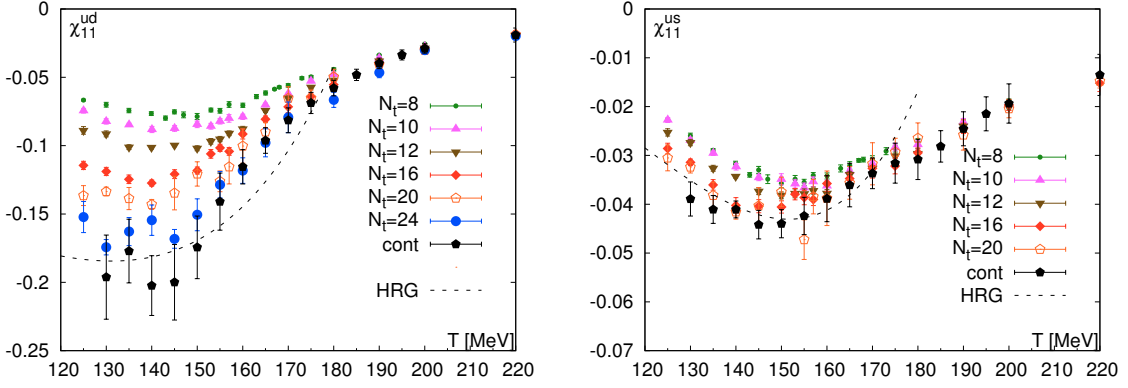 χ₁₁ᵘᵈ
0
-0.05
-0.1
-0.15
-0.2
-0.25
120 130 140 150 160 170 180 190 200 210 220
T [MeV]
Nₜ=8
Nₜ=10
Nₜ=12
Nₜ=16
Nₜ=20
Nₜ=24
cont
HRG
χ₁₁ᵘˢ
0
-0.01
-0.02
-0.03
-0.04
-0.05
-0.06
-0.07
120 130 140 150 160 170 180 190 200 210 220
T [MeV]
Nₜ=8
Nₜ=10
Nₜ=12
Nₜ=16
Nₜ=20
cont
HRG